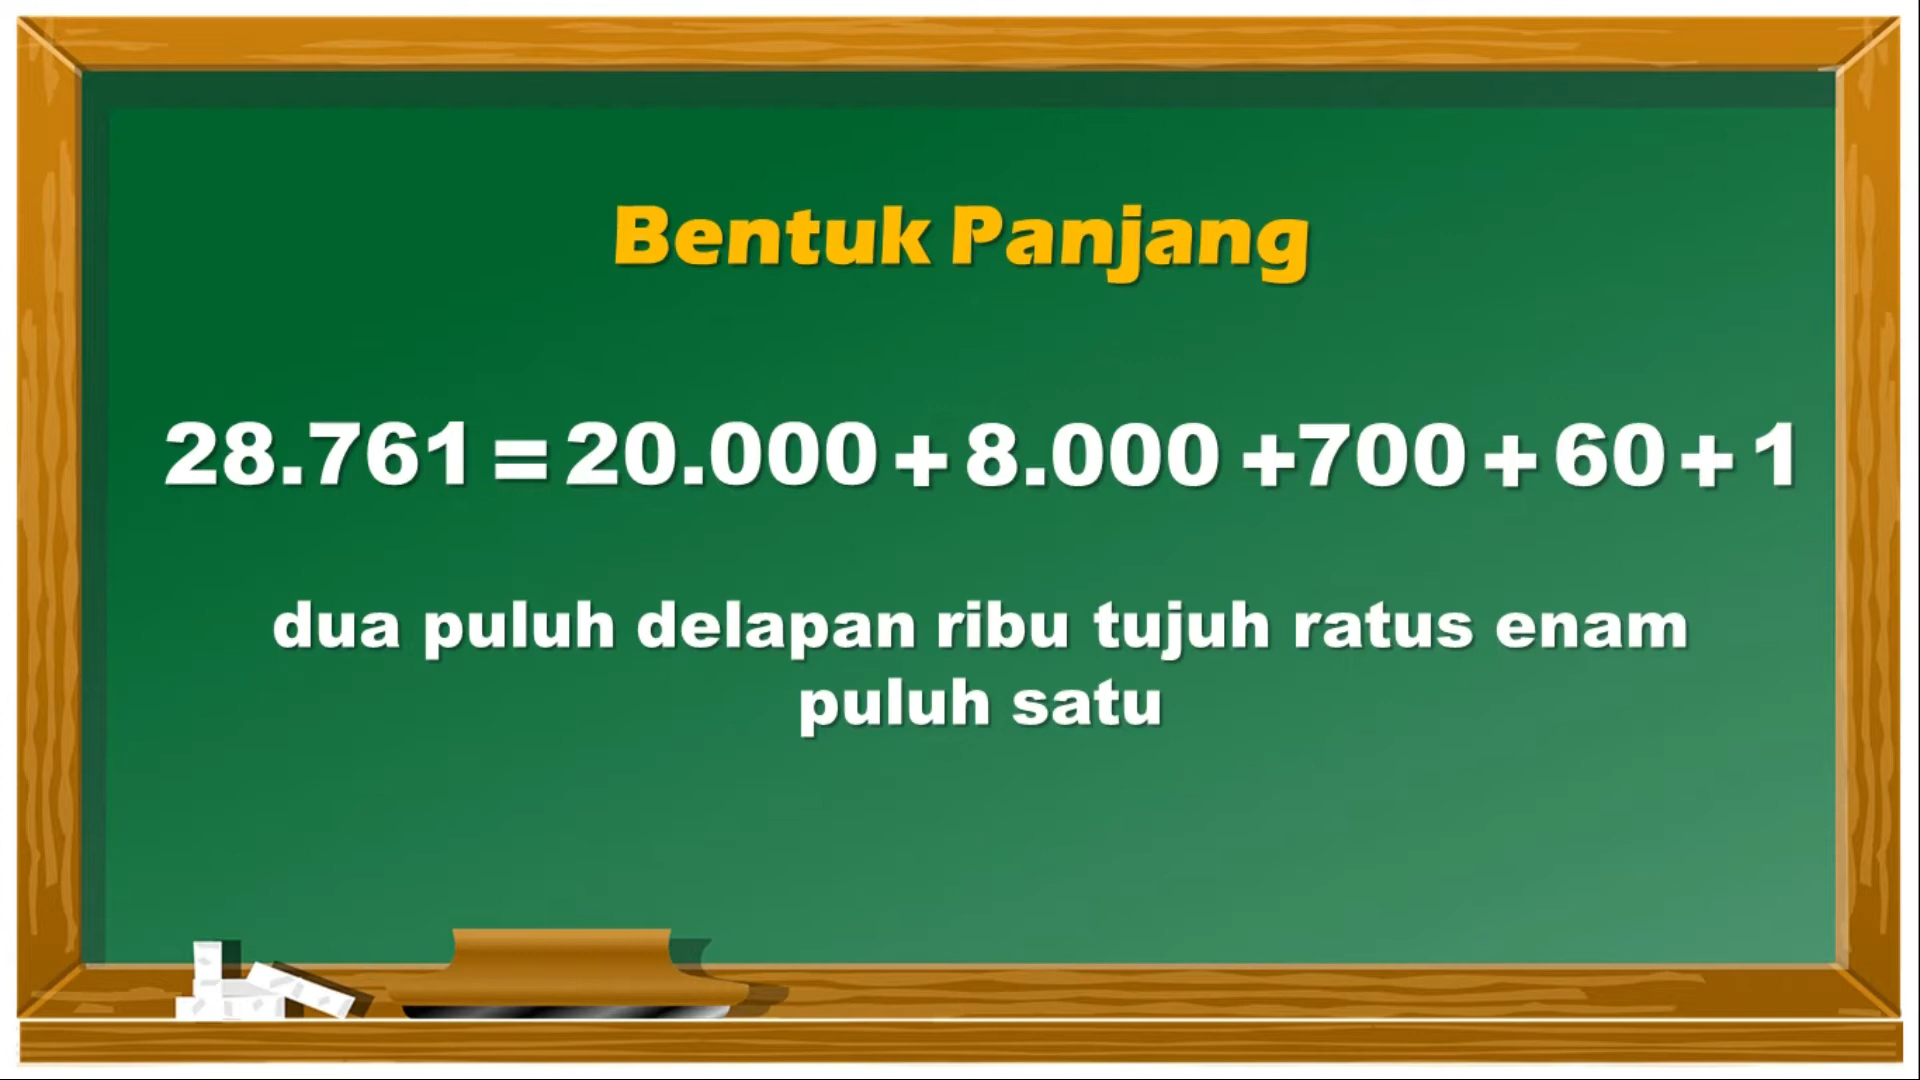 Bentuk Panjang
28.761 = 20.000 + 8.000 +700 + 60 + 1
dua puluh delapan ribu tujuh ratus enam
puluh satu